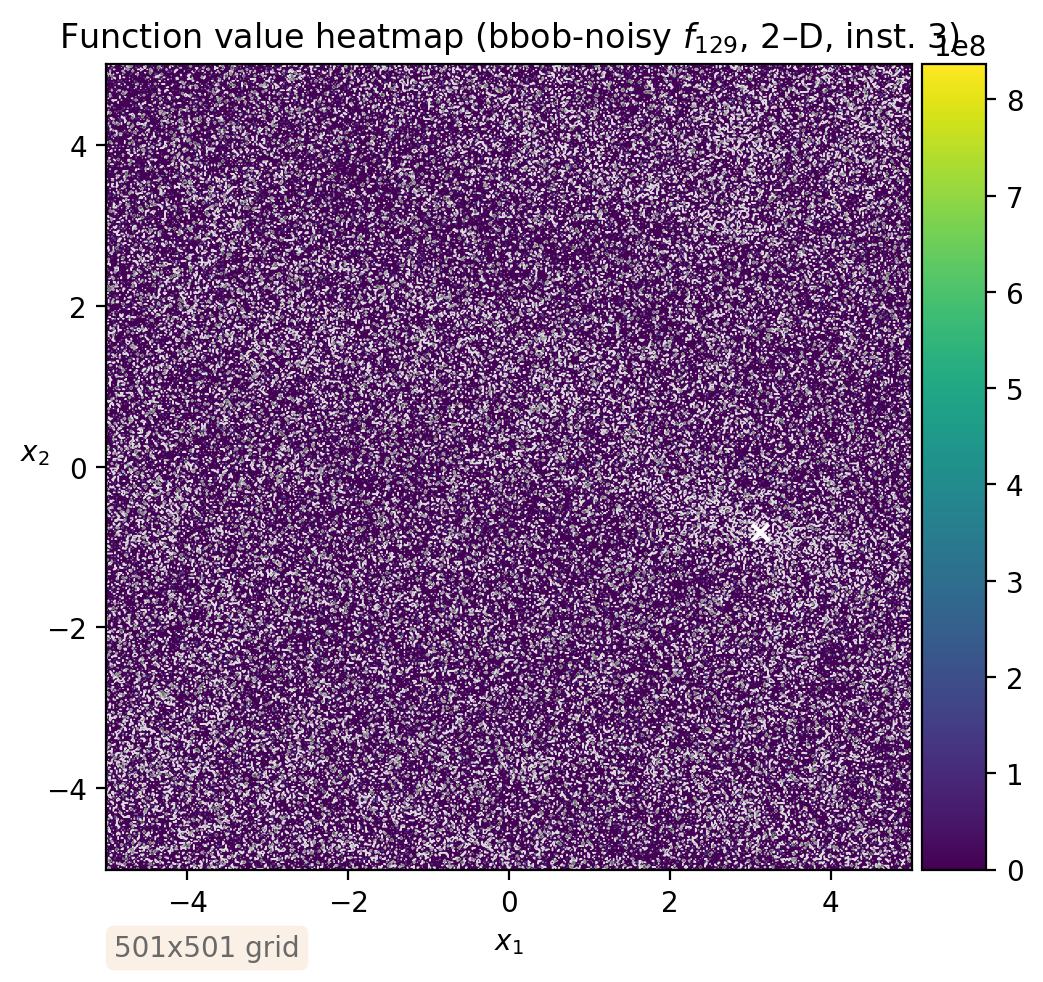 Function value heatmap (bbob-noisy f₁₂₉, 2–D, inst. 3)
1e8
8
7
6
5
4
3
2
1
0
4
2
0
−2
−4
x₂
−4 −2 0 2 4
x₁
501x501 grid